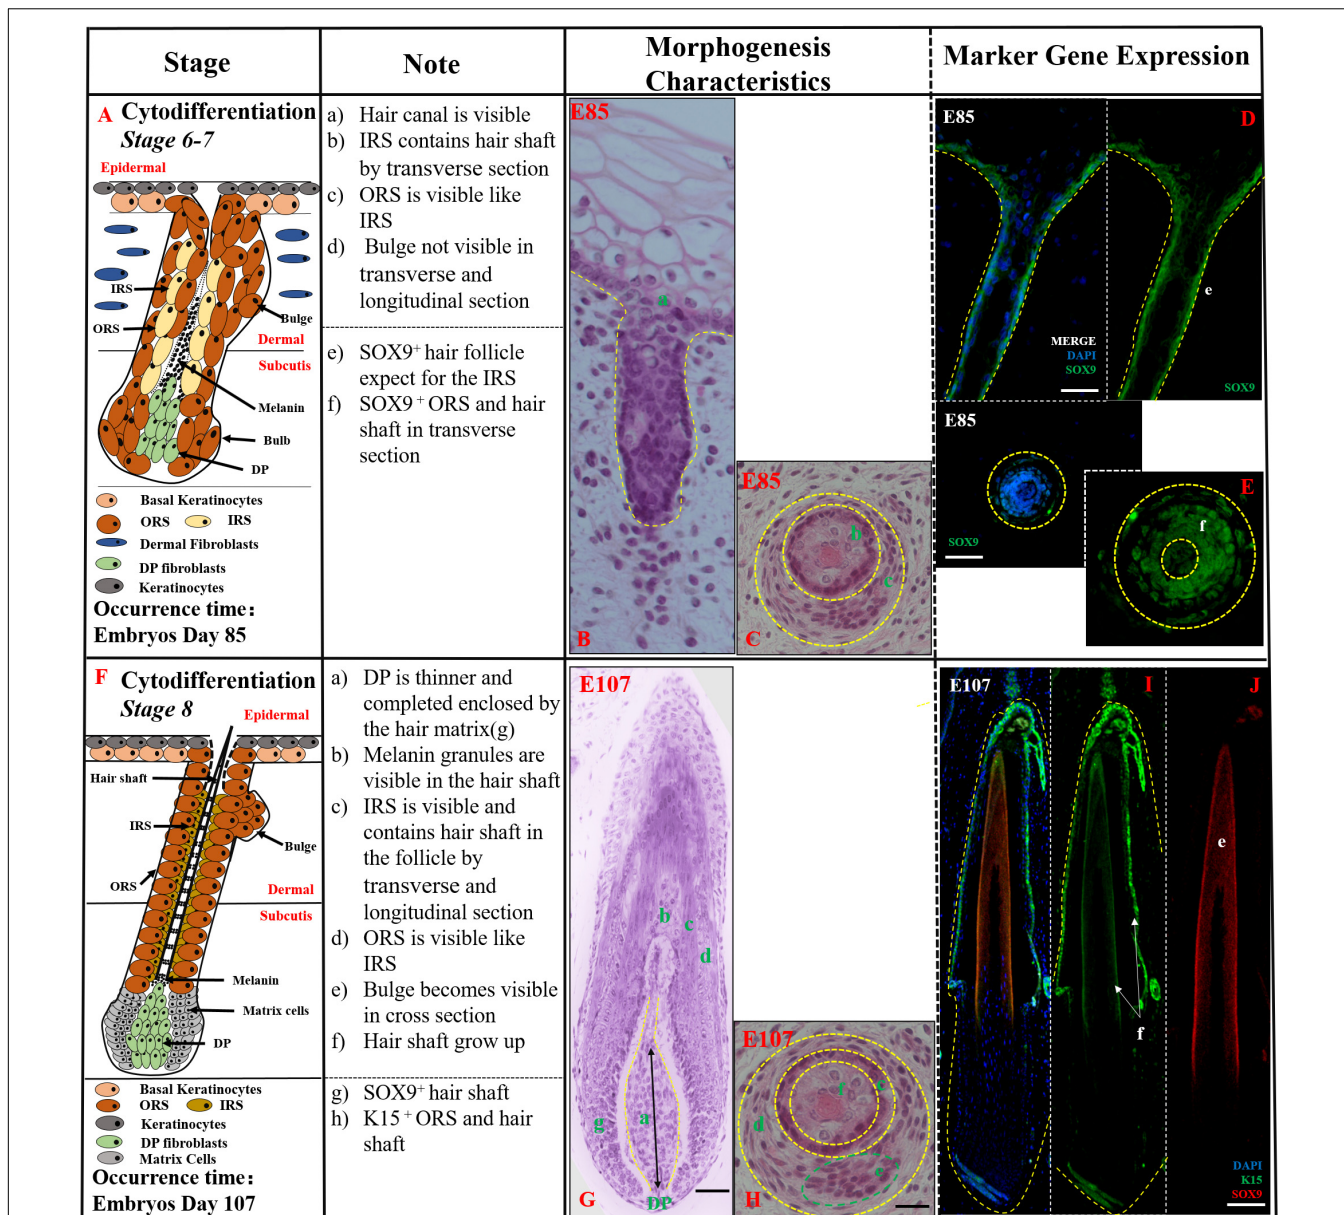 Stage
Note
Morphogenesis
Characteristics
Marker Gene Expression
A Cytodifferentiation
Stage 6-7
Epidermal
IRS
ORS
Bulge
Dermal
Subcutis
Melanin
Bulb
DP
Basal Keratinocytes
ORS IRS
Dermal Fibroblasts
DP fibroblasts
Keratinocytes
Occurrence time:
Embryos Day 85
a) Hair canal is visible
b) IRS contains hair shaft
by transverse section
c) ORS is visible like
IRS
d) Bulge not visible in
transverse and
longitudinal section
e) SOX9+ hair follicle
expect for the IRS
f) SOX9 + ORS and hair
shaft in transverse
section
E85
a
B
E85
b
c
C
E85
D
e
MERGE
DAPI
SOX9
SOX9
E85
SOX9
E
f
F Cytodifferentiation
Stage 8
Epidermal
Hair shaft
IRS
Bulge
ORS
Dermal
Subcutis
Melanin
Matrix cells
DP
Basal Keratinocytes
ORS IRS
Keratinocytes
DP fibroblasts
Matrix Cells
Occurrence time:
Embryos Day 107
a) DP is thinner and
completed enclosed by
the hair matrix(g)
b) Melanin granules are
visible in the hair shaft
c) IRS is visible and
contains hair shaft in
the follicle by
transverse and
longitudinal section
d) ORS is visible like
IRS
e) Bulge becomes visible
in cross section
f) Hair shaft grow up
g) SOX9+ hair shaft
h) K15 + ORS and hair
shaft
E107
b
c
d
a
g
G
DP
E107
f
c
d
e
H
E107
I
J
e
f
DAPI
K15
SOX9